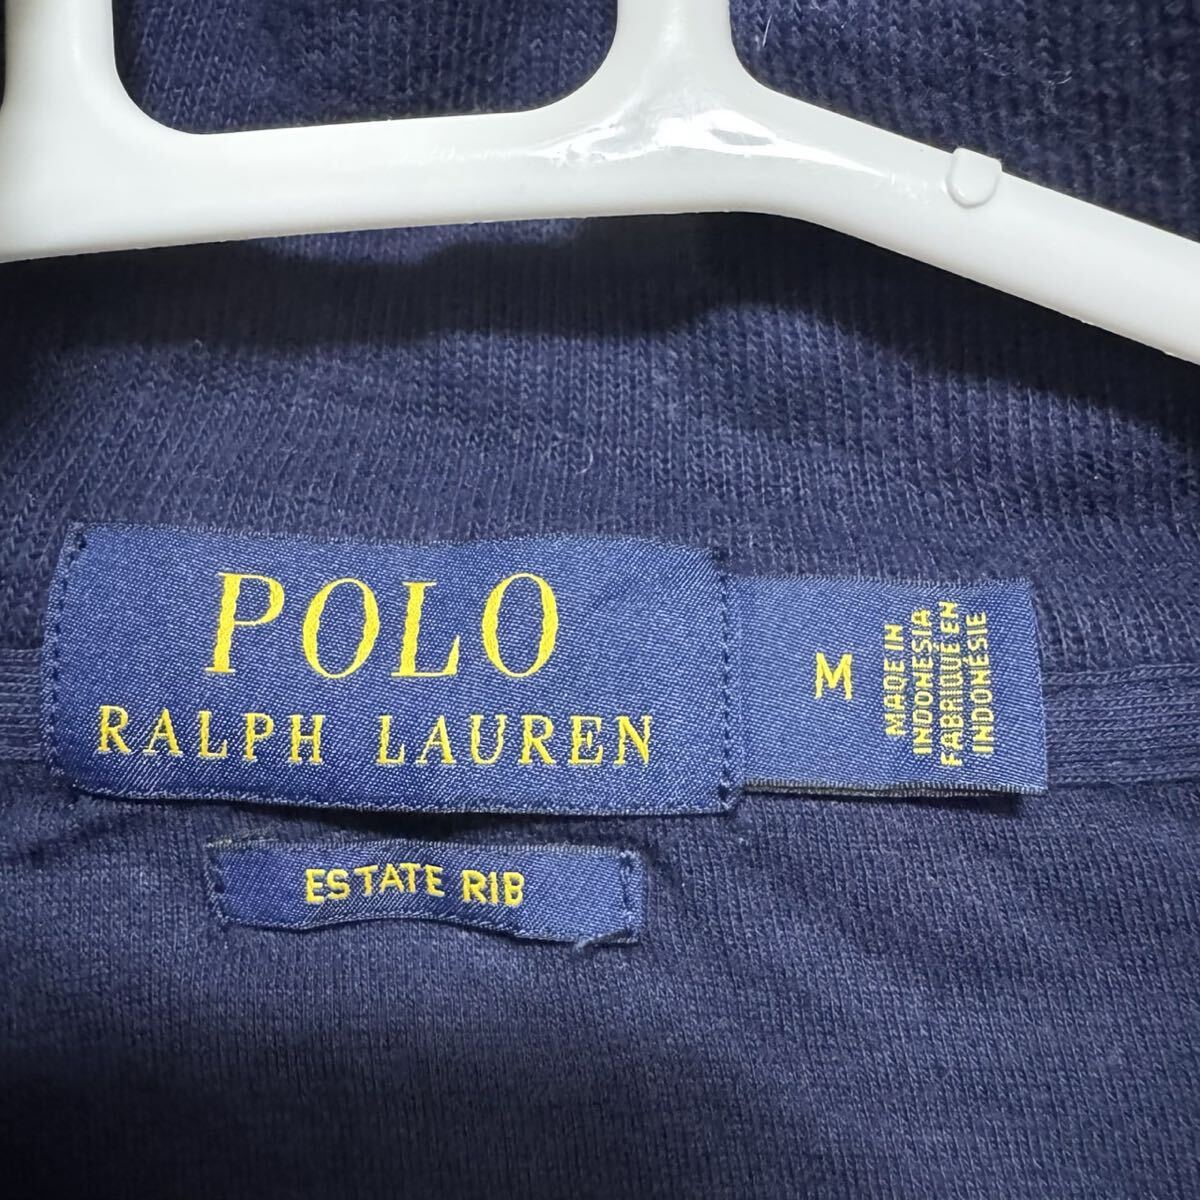 POLO
RALPH LAUREN
M
MADE IN
INDONESIA
FABRIQUÉ EN
INDONÉSIE
ESTATE RIB